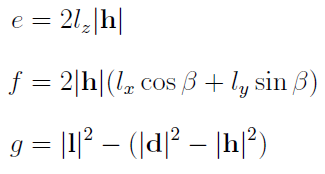 e = 2l_z|𝐡|
f = 2|𝐡|(l_x cos β + l_y sin β)
g = |𝐥|² − (|𝐝|² − |𝐡|²)